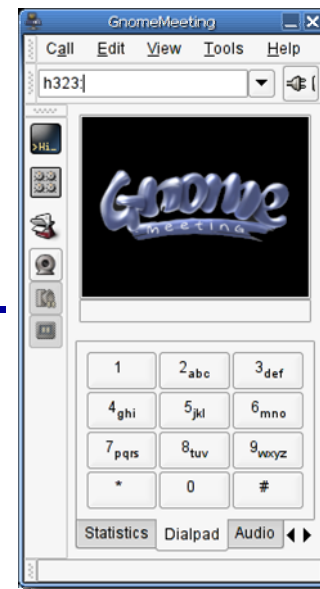 GnomeMeeting
Call Edit View Tools Help
h323:
>Hi..
Gnome
meeting
1 2abc 3def
4ghi 5jkl 6mno
7pqrs 8tuv 9wxyz
* 0 #
Statistics Dialpad Audio